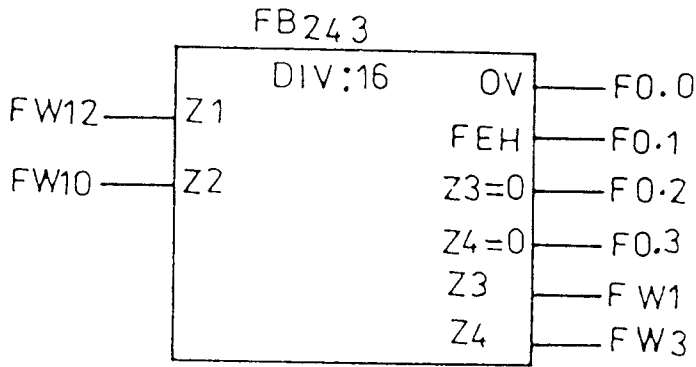 FB243
DIV:16
OV
F0.0
FW12
Z1
FEH
F0.1
FW10
Z2
Z3=0
F0.2
Z4=0
F0.3
Z3
FW1
Z4
FW3